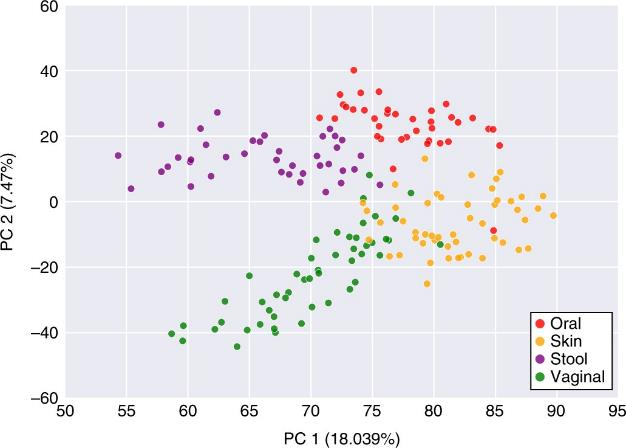 60
40
20
0
–20
–40
–60
PC 2 (7.47%)
50 55 60 65 70 75 80 85 90 95
PC 1 (18.039%)
Oral
Skin
Stool
Vaginal